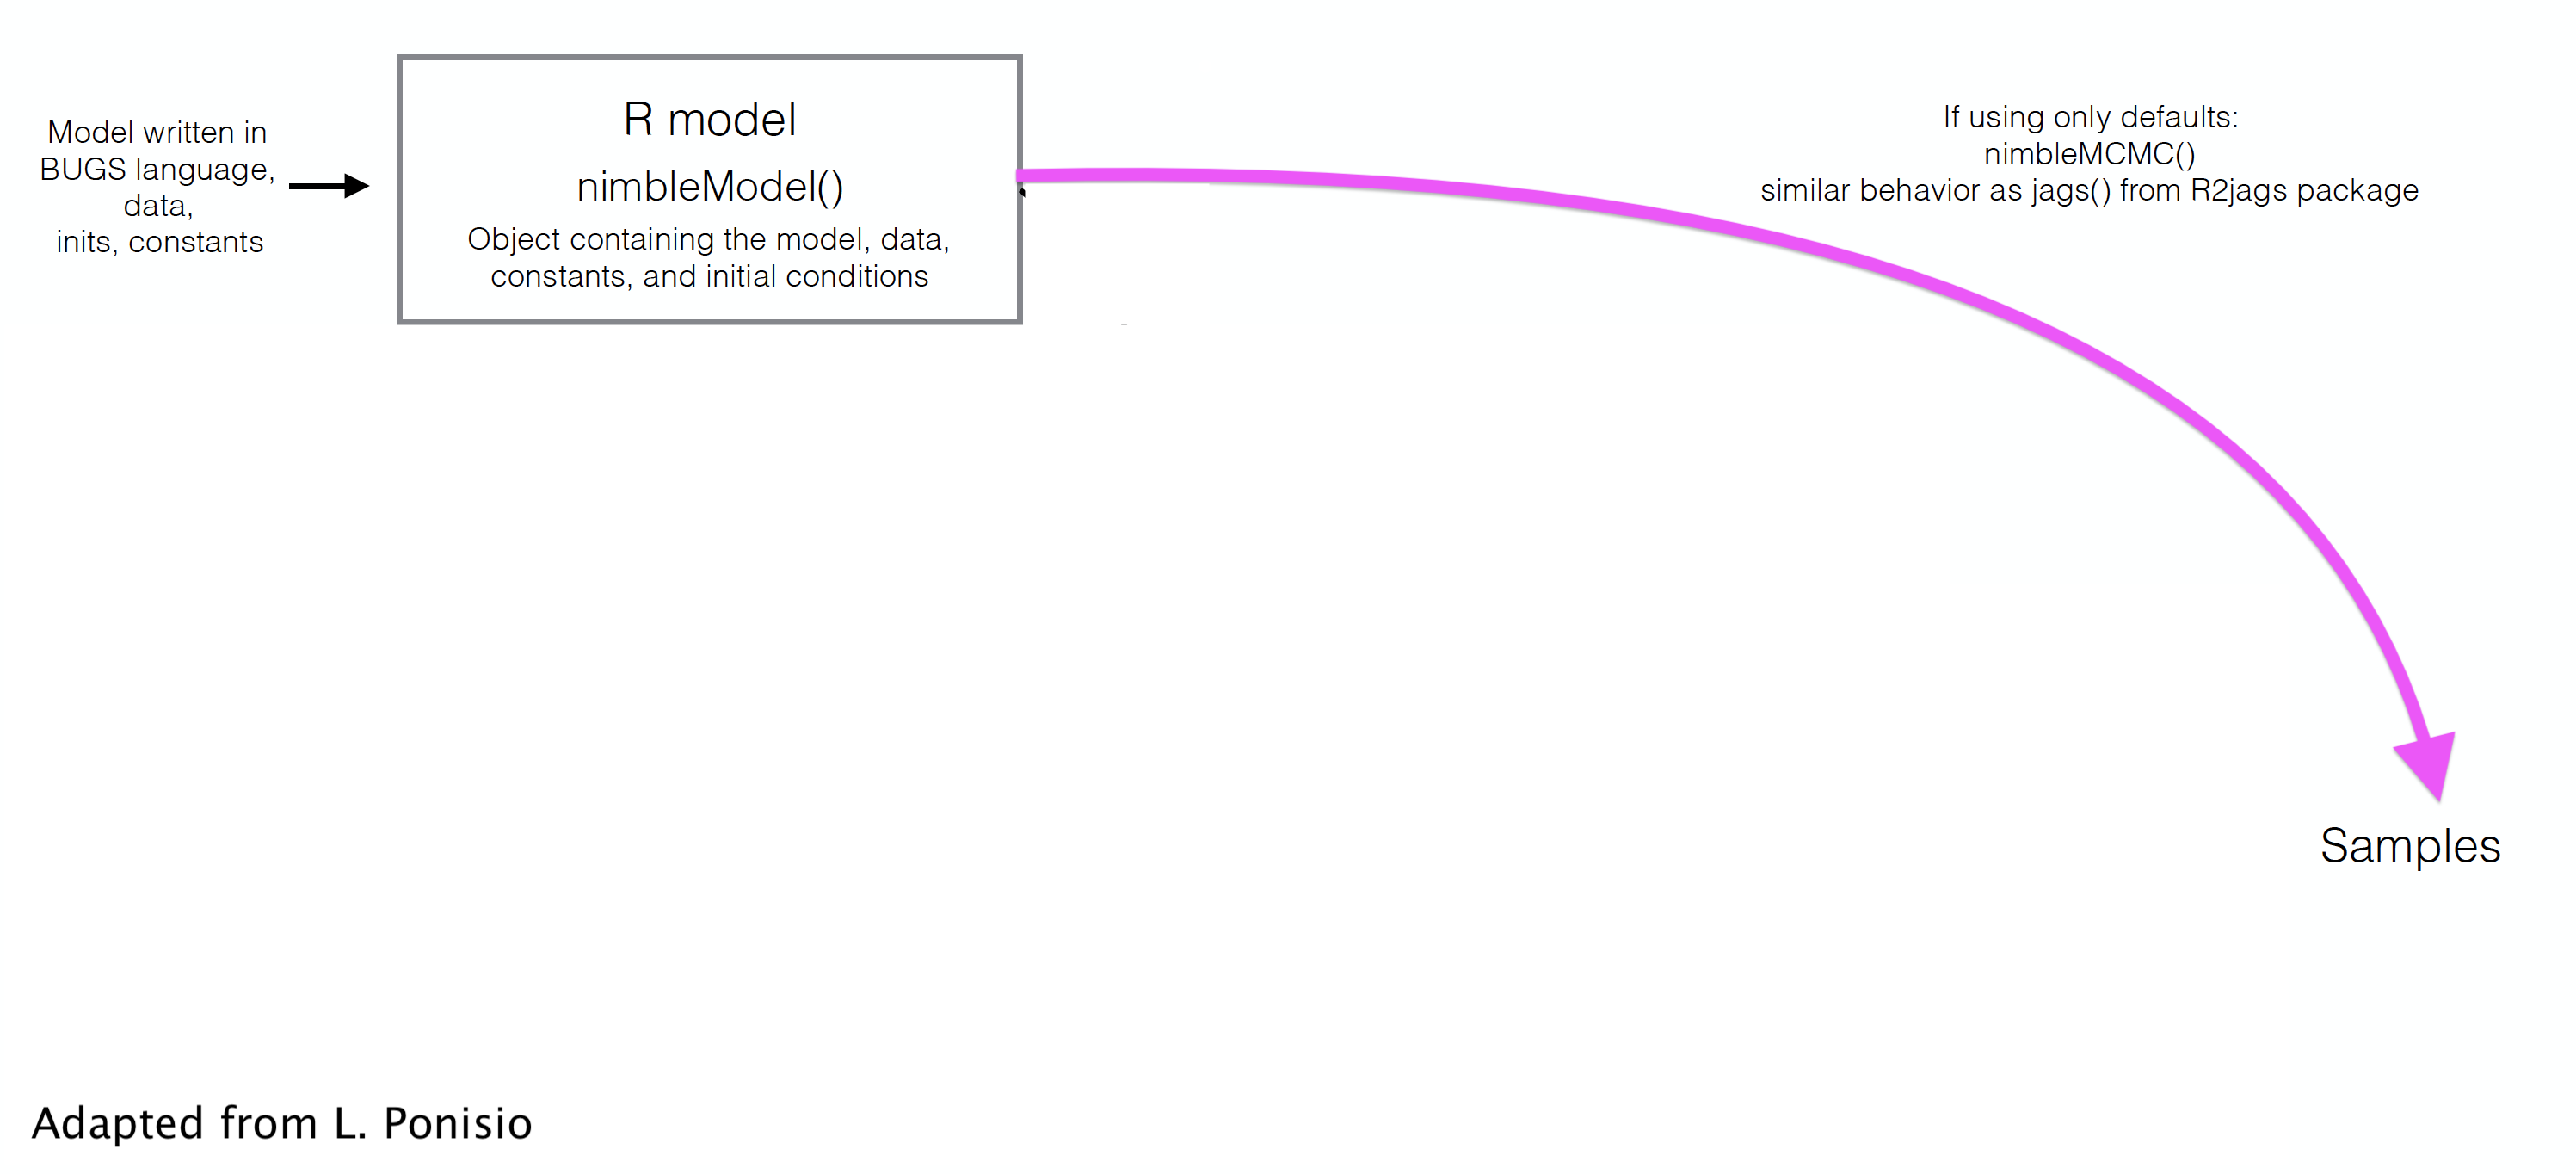 Model written in
BUGS language,
data,
inits, constants
R model
nimbleModel()
Object containing the model, data,
constants, and initial conditions
If using only defaults:
nimbleMCMC()
similar behavior as jags() from R2jags package
Samples
Adapted from L. Ponisio